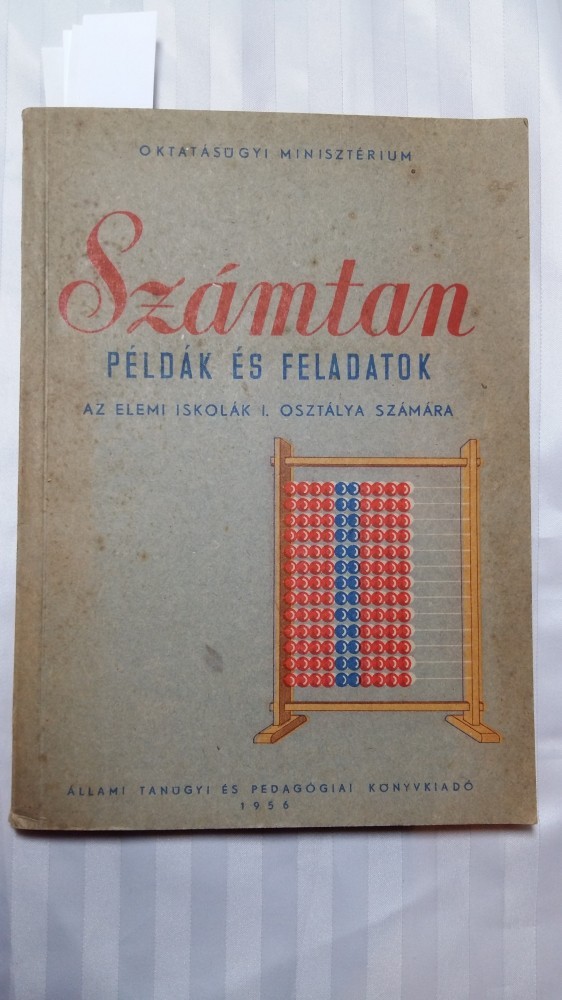 OKTATÁSÜGYI MINISZTÉRIUM
Számtan
PÉLDÁK ÉS FELADATOK
AZ ELEMI ISKOLÁK I. OSZTÁLYA SZÁMÁRA
ÁLLAMI TANÜGYI ÉS PEDAGÓGIAI KÖNYVKIADÓ
1956